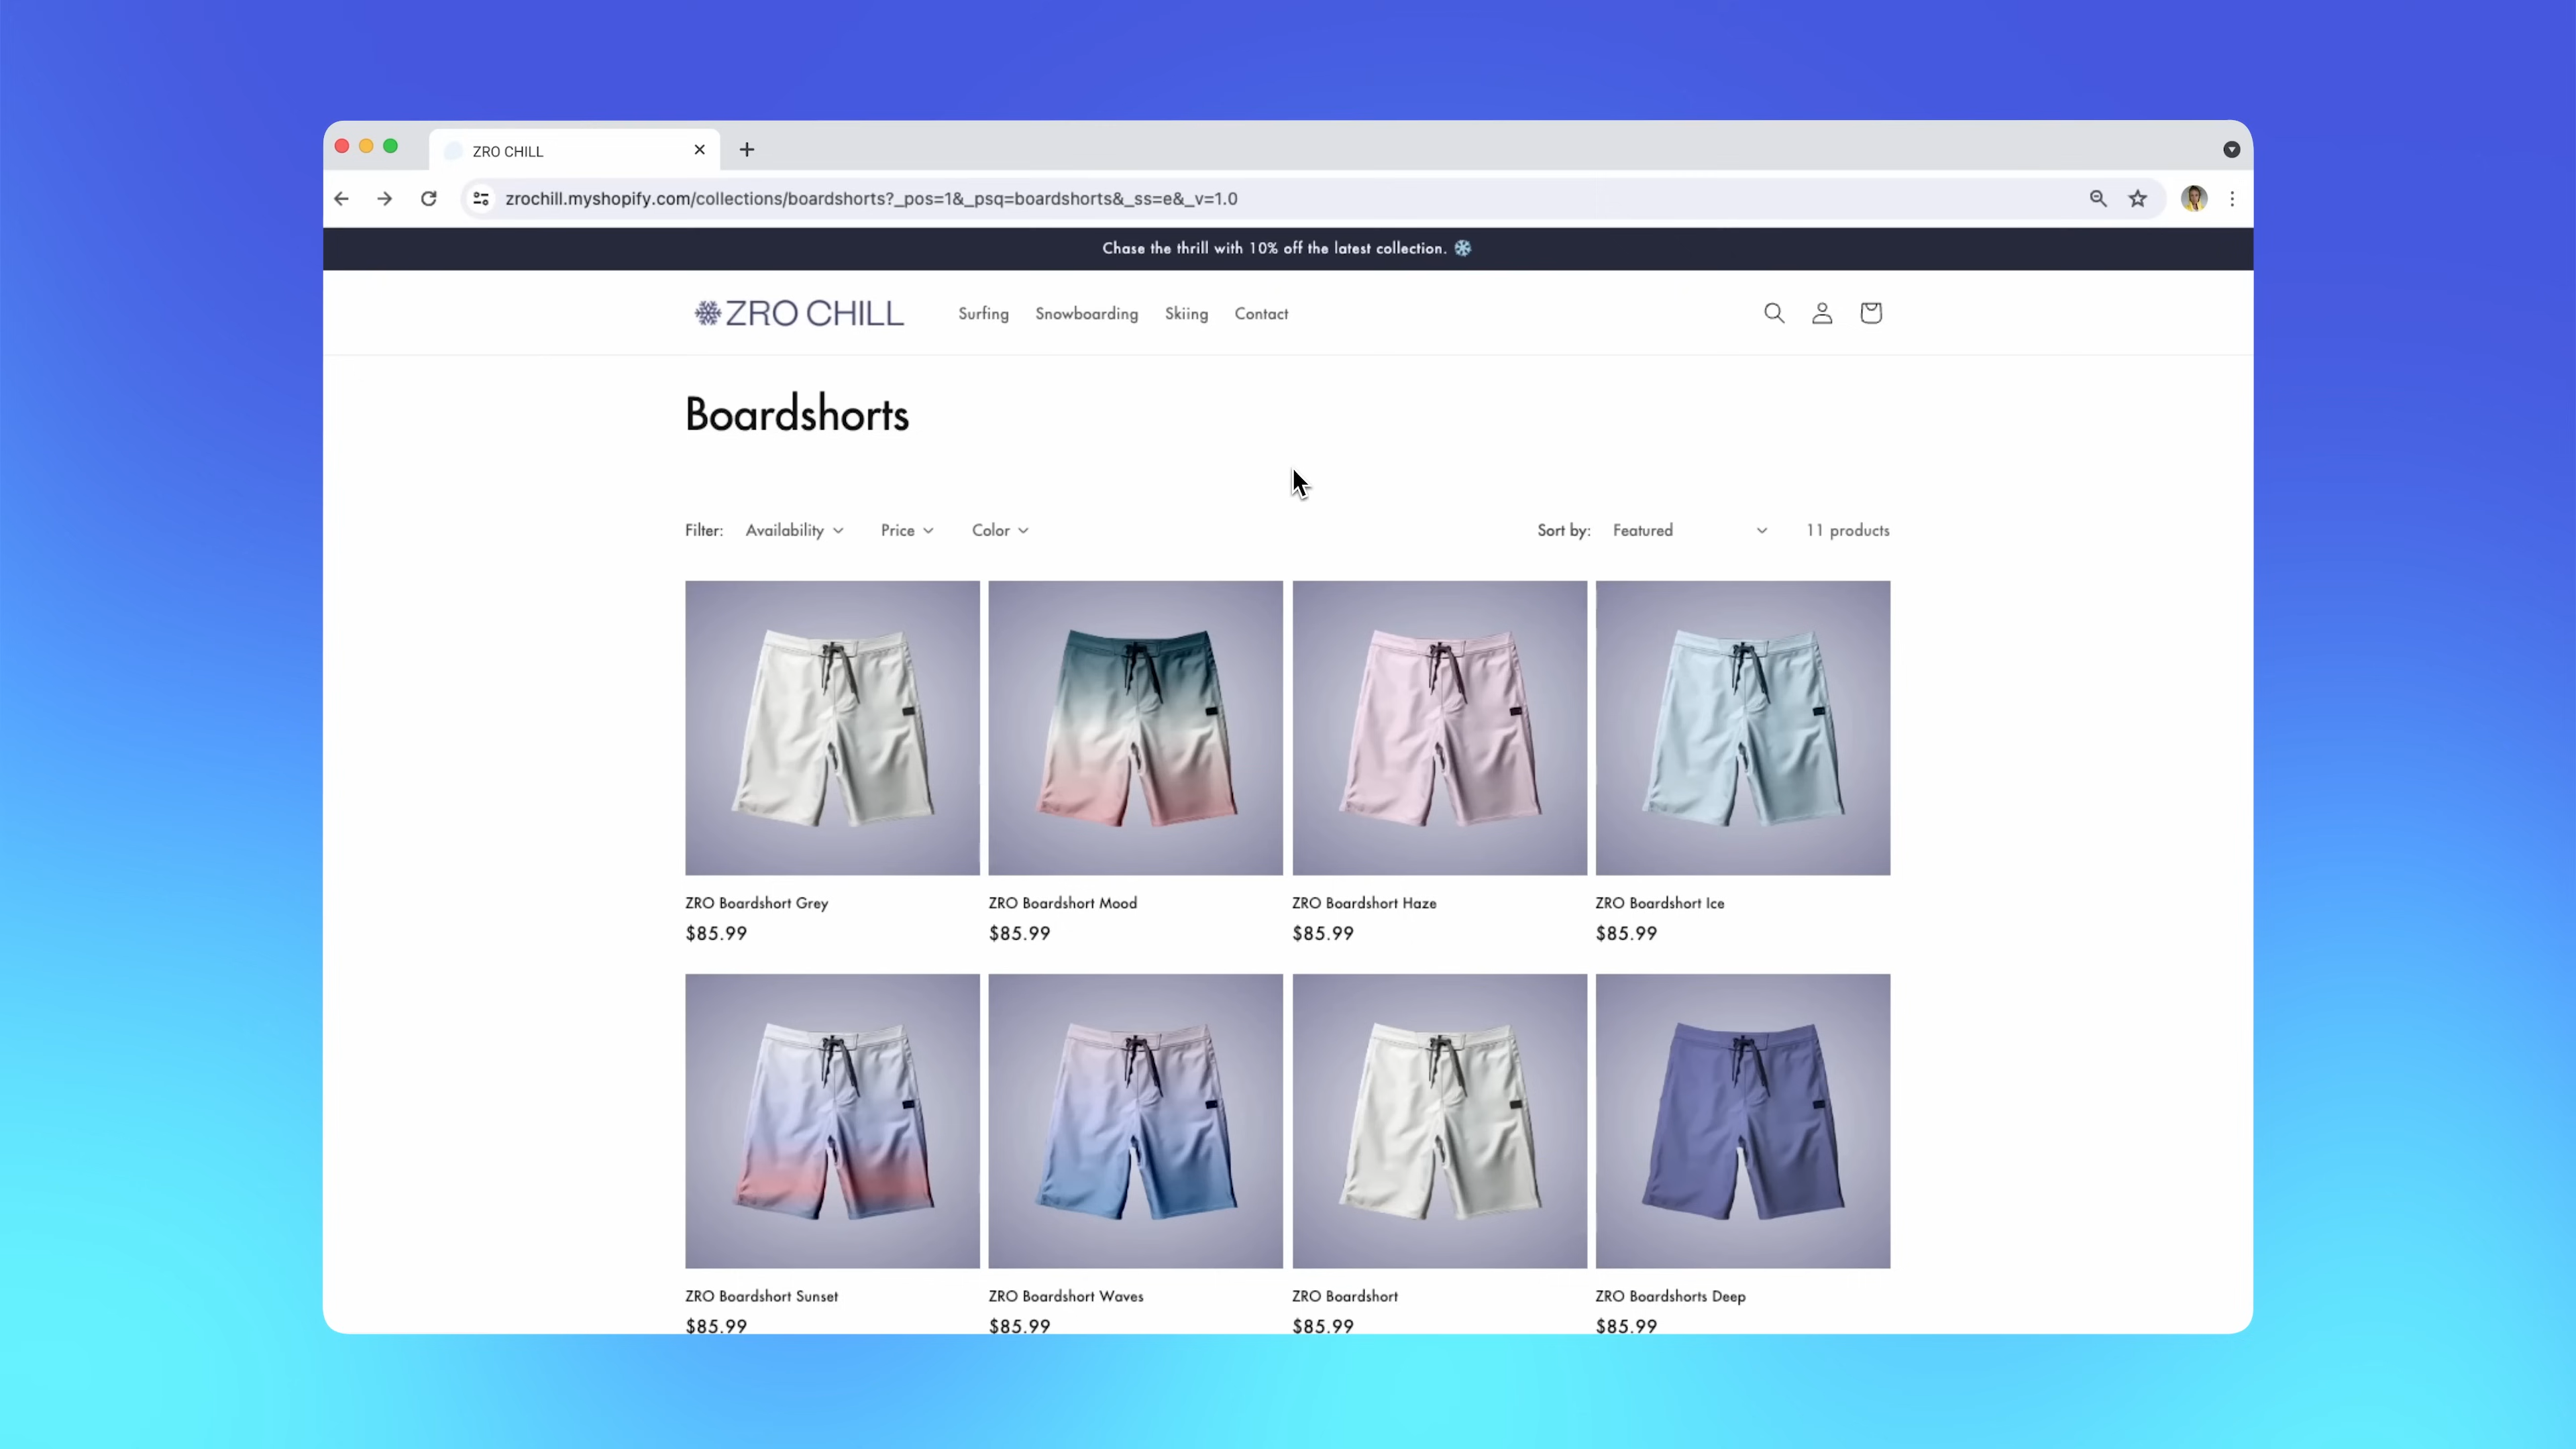 ZRO CHILL
zrochill.myshopify.com/collections/boardshorts?_pos=1&_psq=boardshorts&_ss=e&_v=1.0
Chase the thrill with 10% off the latest collection.
ZRO CHILL
Surfing Snowboarding Skiing Contact
Boardshorts
Filter: Availability Price Color Sort by: Featured 11 products
ZRO Boardshort Grey
$85.99
ZRO Boardshort Mood
$85.99
ZRO Boardshort Haze
$85.99
ZRO Boardshort Ice
$85.99
ZRO Boardshort Sunset
$85.99
ZRO Boardshort Waves
$85.99
ZRO Boardshort
$85.99
ZRO Boardshorts Deep
$85.99